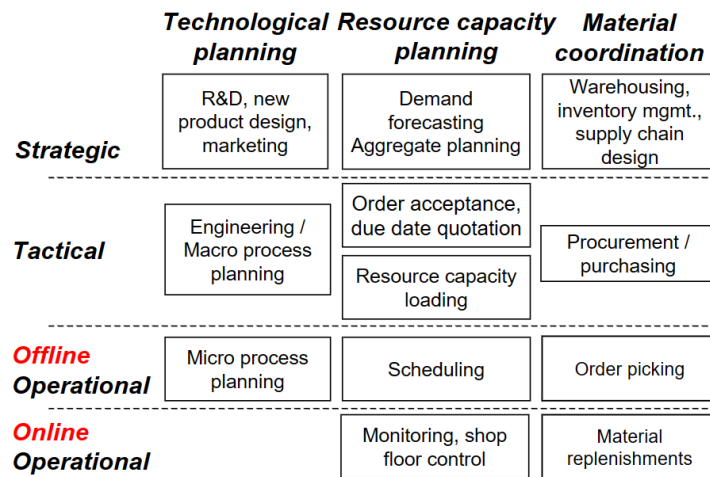 Technological planning
Resource capacity planning
Material coordination
Strategic
R&D, new
product design,
marketing
Demand
forecasting
Aggregate planning
Warehousing,
inventory mgmt.,
supply chain
design
Tactical
Engineering /
Macro process
planning
Order acceptance,
due date quotation
Resource capacity
loading
Procurement /
purchasing
Offline
Operational
Micro process
planning
Scheduling
Order picking
Online
Operational
Monitoring, shop
floor control
Material
replenishments